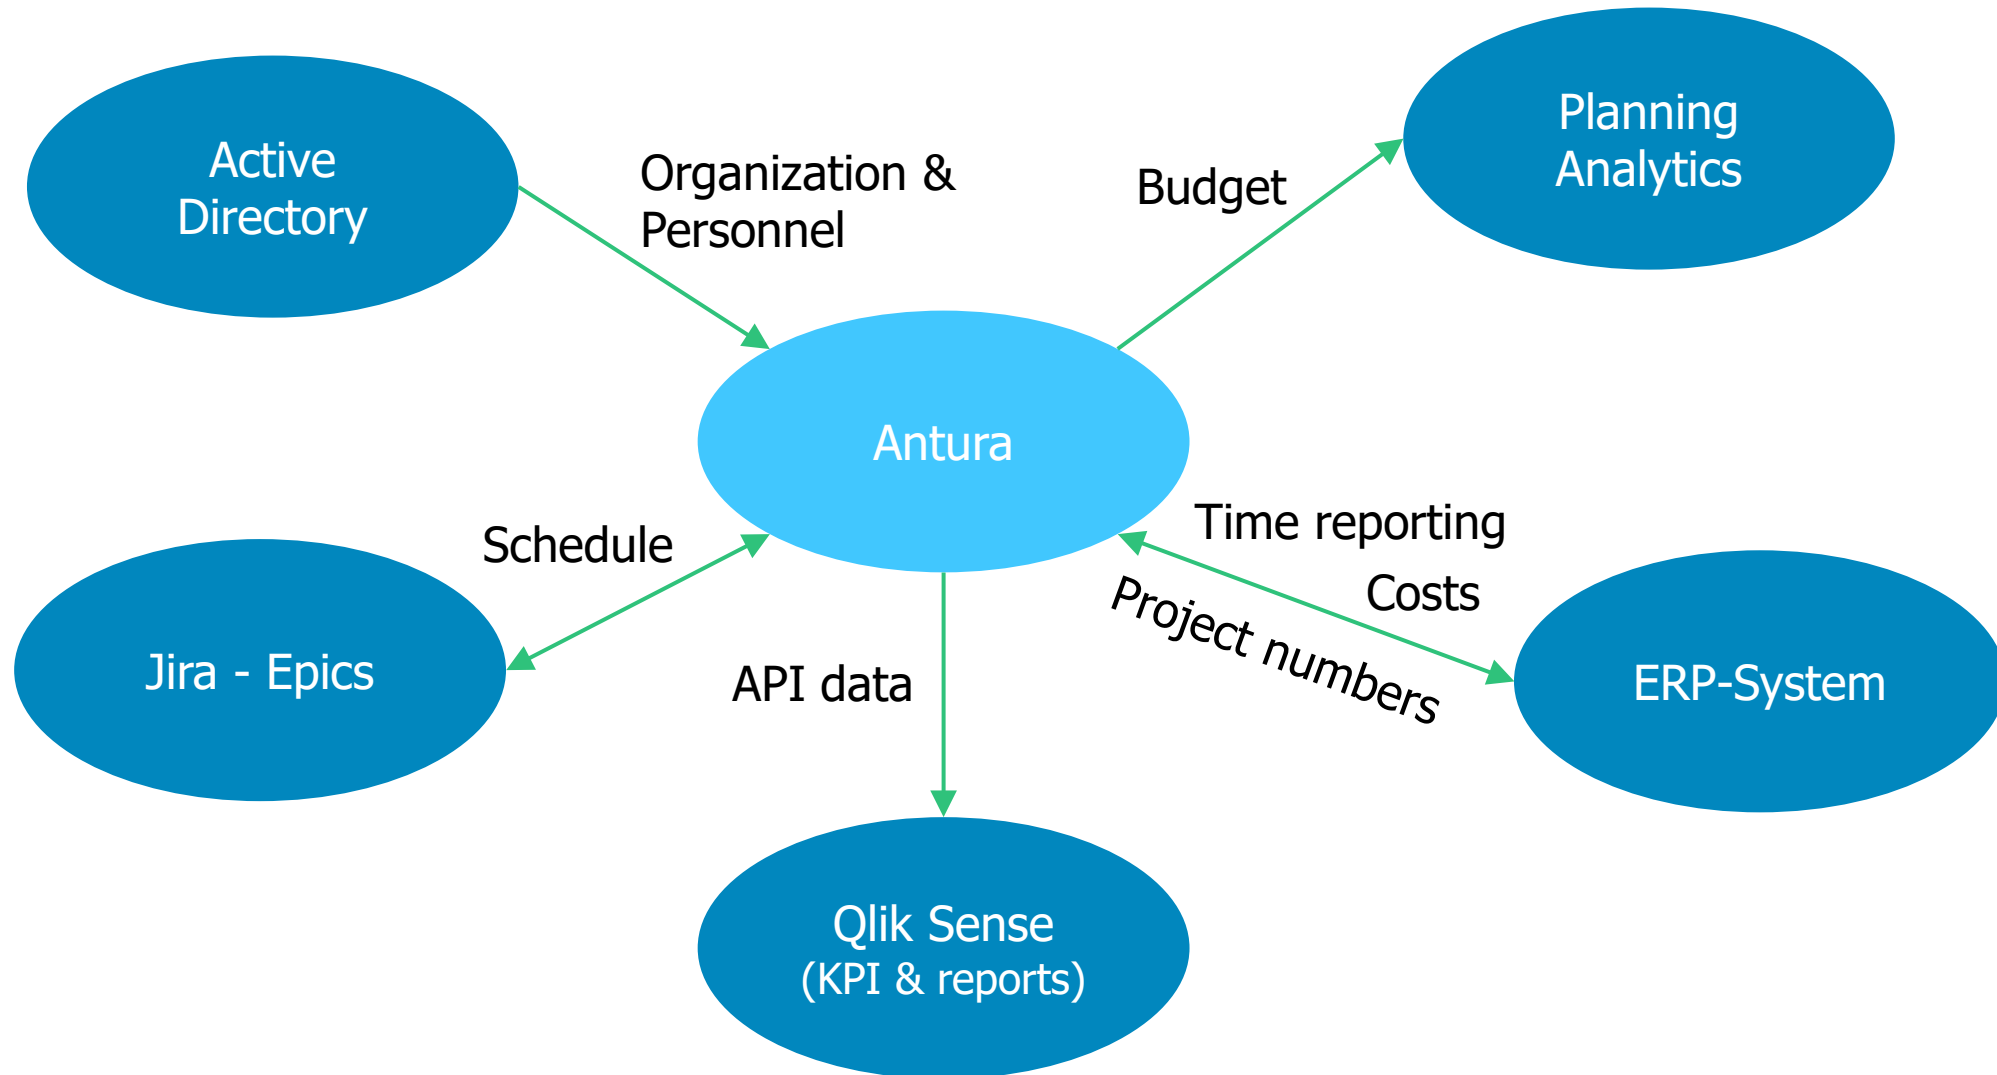 Active
Directory
Organization &
Personnel
Budget
Planning
Analytics
Antura
Schedule
Time reporting
Costs
Project numbers
Jira - Epics
API data
ERP-System
Qlik Sense
(KPI & reports)